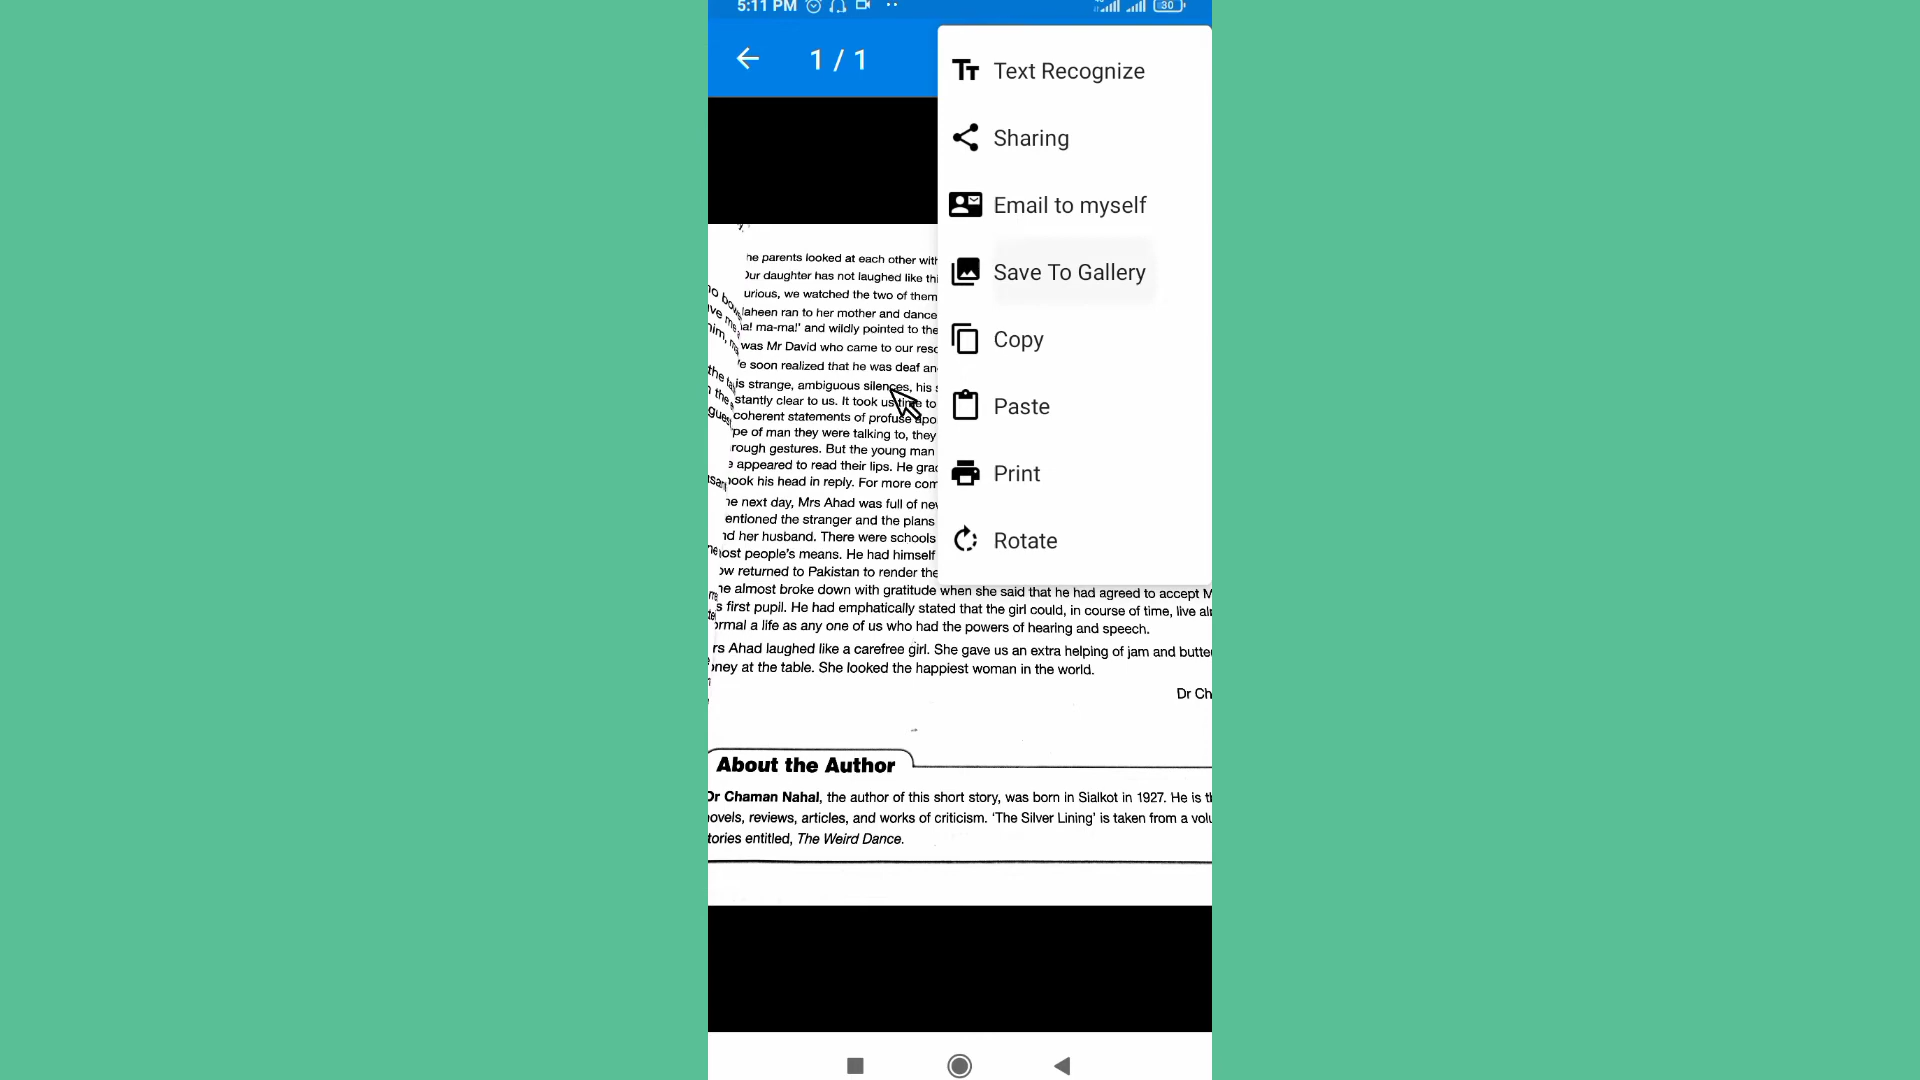 5:11 PM
30
1 / 1
Text Recognize
Sharing
Email to myself
Save To Gallery
Copy
Paste
Print
Rotate
he parents looked at each other with
Our daughter has not laughed like
urious, we watched the two of them
laheen ran to her mother and dance
ma-ma!' and wildly pointed to the
was Mr David who came to our
soon realized that he was deaf
is strange, ambiguous silences, his
stantly clear to us. It took us time to
coherent statements of profuse
pe of man they were talking to, they
rough gestures. But the young man
appeared to read their lips. He
ook his head in reply. For more
he next day, Mrs Ahad was full of
entioned the stranger and the plans
nd her husband. There were schools
ost people's means. He had himself
ow returned to Pakistan to render the
he almost broke down with gratitude when she said that he had agreed to accept
s first pupil. He had emphatically stated that the girl could, in course of time, live
ormal a life as any one of us who had the powers of hearing and speech.
rs Ahad laughed like a carefree girl. She gave us an extra helping of jam and butte
oney at the table. She looked the happiest woman in the world.
Dr Ch
About the Author
Dr Chaman Nahal, the author of this short story, was born in Sialkot in 1927. He is
ovels, reviews, articles, and works of criticism. 'The Silver Lining' is taken from a
tories entitled, The Weird Dance.